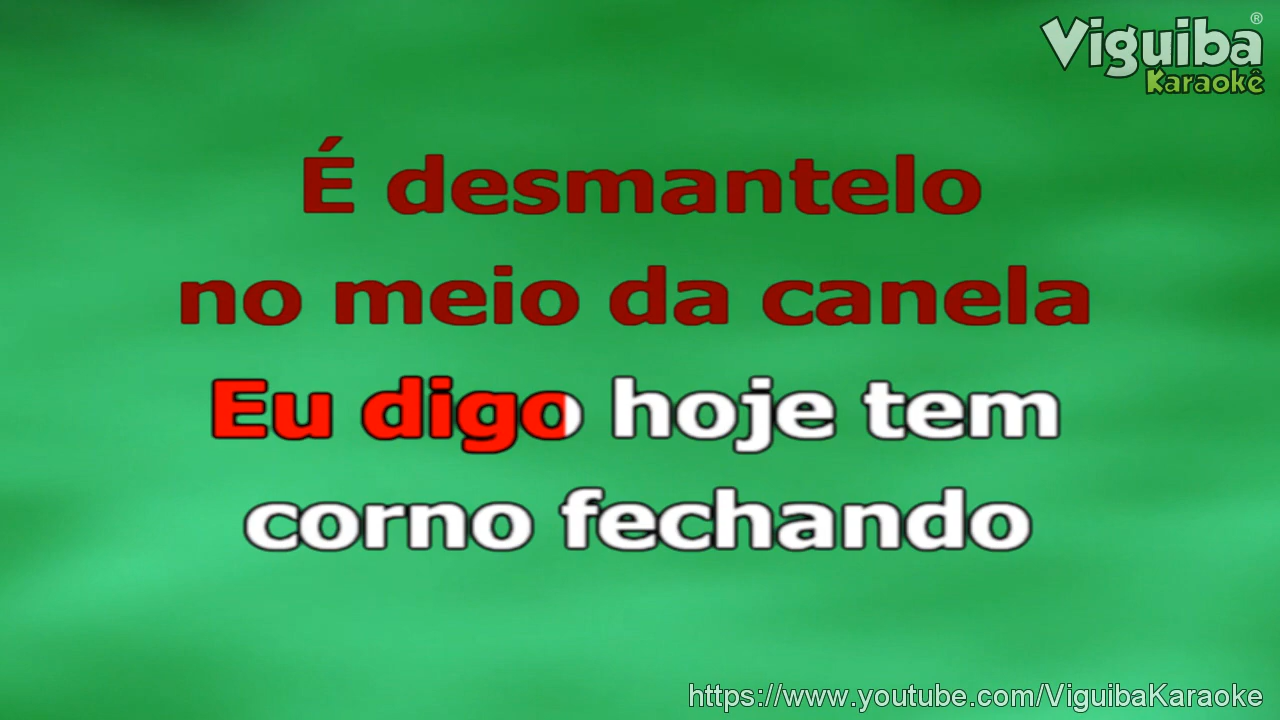 Viguiba®
Karaokê
É desmantelo
no meio da canela
Eu digo hoje tem
corno fechando
https://www.youtube.com/ViguibaKaraoke